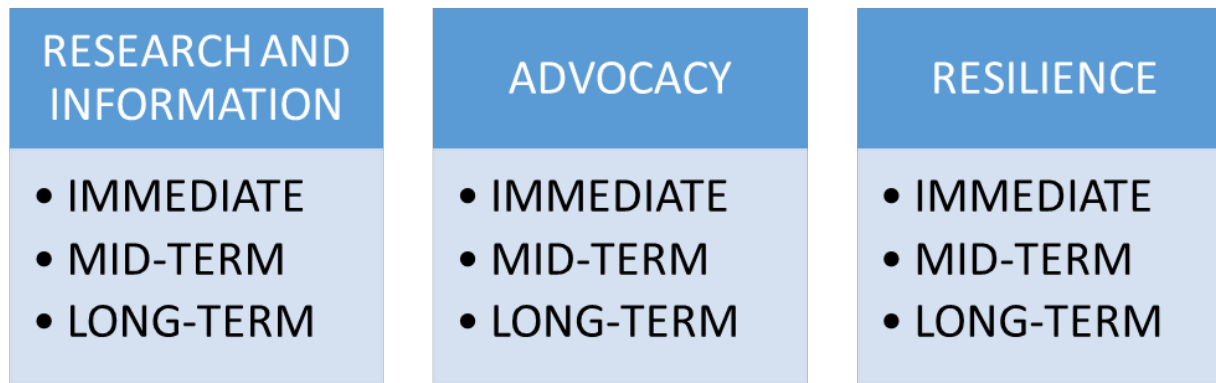 RESEARCH AND
INFORMATION
• IMMEDIATE
• MID-TERM
• LONG-TERM
ADVOCACY
• IMMEDIATE
• MID-TERM
• LONG-TERM
RESILIENCE
• IMMEDIATE
• MID-TERM
• LONG-TERM